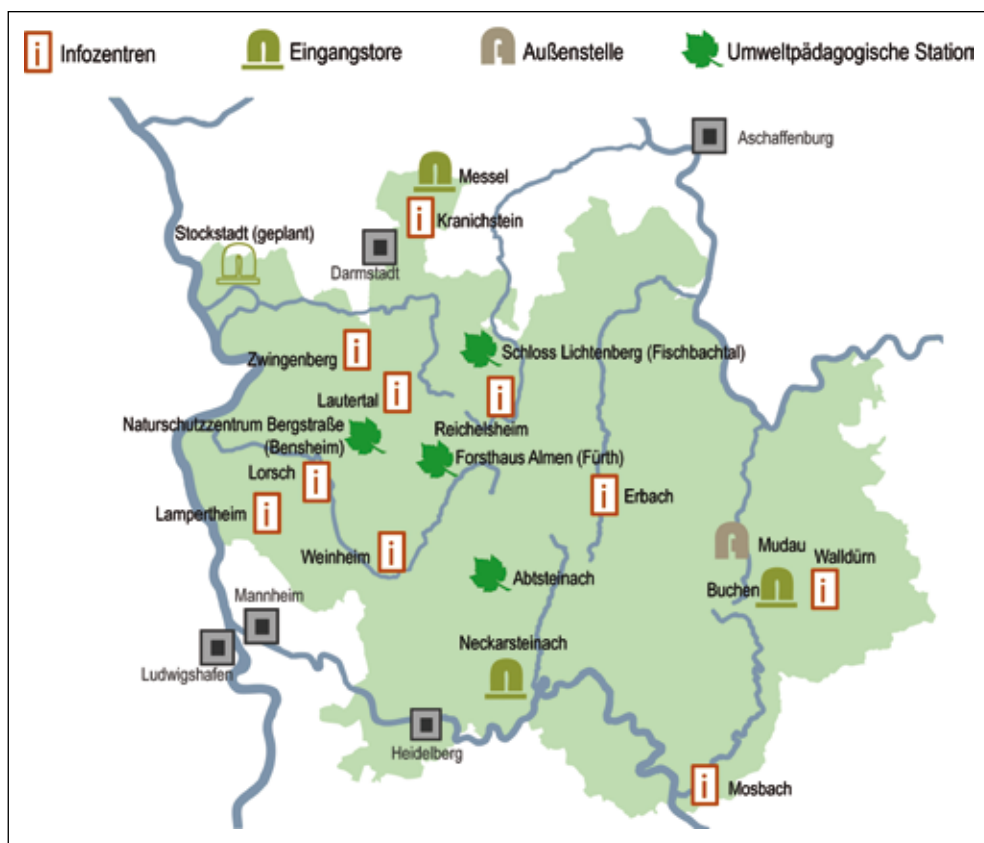 Infozentren
Eingangstore
Außenstelle
Umweltpädagogische Station
Aschaffenburg
Messel
Kranichstein
Stockstadt (geplant)
Darmstadt
Zwingenberg
Schloss Lichtenberg (Fischbachtal)
Lautertal
Reichelsheim
Naturschutzzentrum Bergstraße
(Bensheim)
Forsthaus Almen (Fürth)
Lorsch
Erbach
Lampertheim
Weinheim
Mudau
Walldürn
Abtsteinach
Buchen
Mannheim
Neckarsteinach
Ludwigshafen
Heidelberg
Mosbach